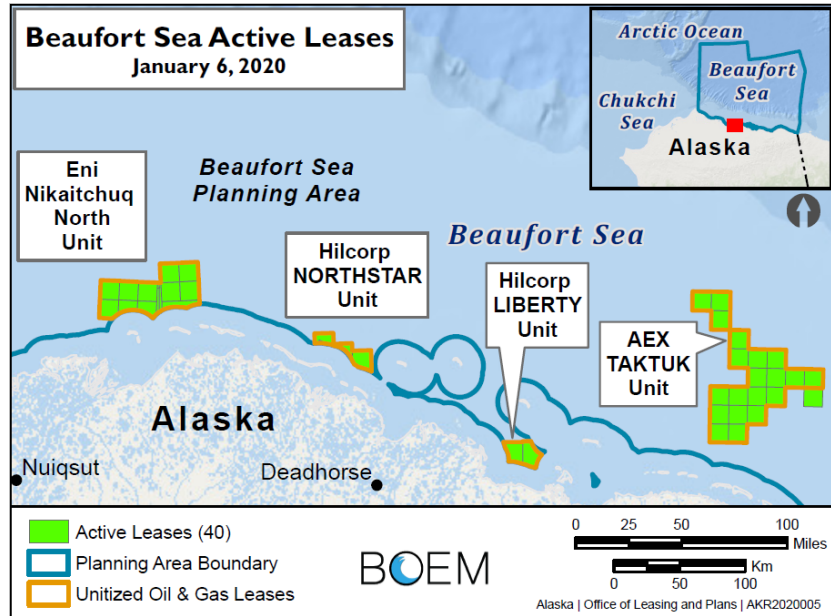 Beaufort Sea Active Leases
January 6, 2020
Arctic Ocean
Beaufort
Sea
Chukchi
Sea
Alaska
Eni
Nikaitchuq
North
Unit
Beaufort Sea
Planning Area
Beaufort Sea
Hilcorp
NORTHSTAR
Unit
Hilcorp
LIBERTY
Unit
AEX
TAKTUK
Unit
Alaska
Nuiqsut
Deadhorse
Active Leases (40)
Planning Area Boundary
Unitized Oil & Gas Leases
BOEM
0 25 50 100
Miles
Km
0 50 100
Alaska | Office of Leasing and Plans | AKR2020005